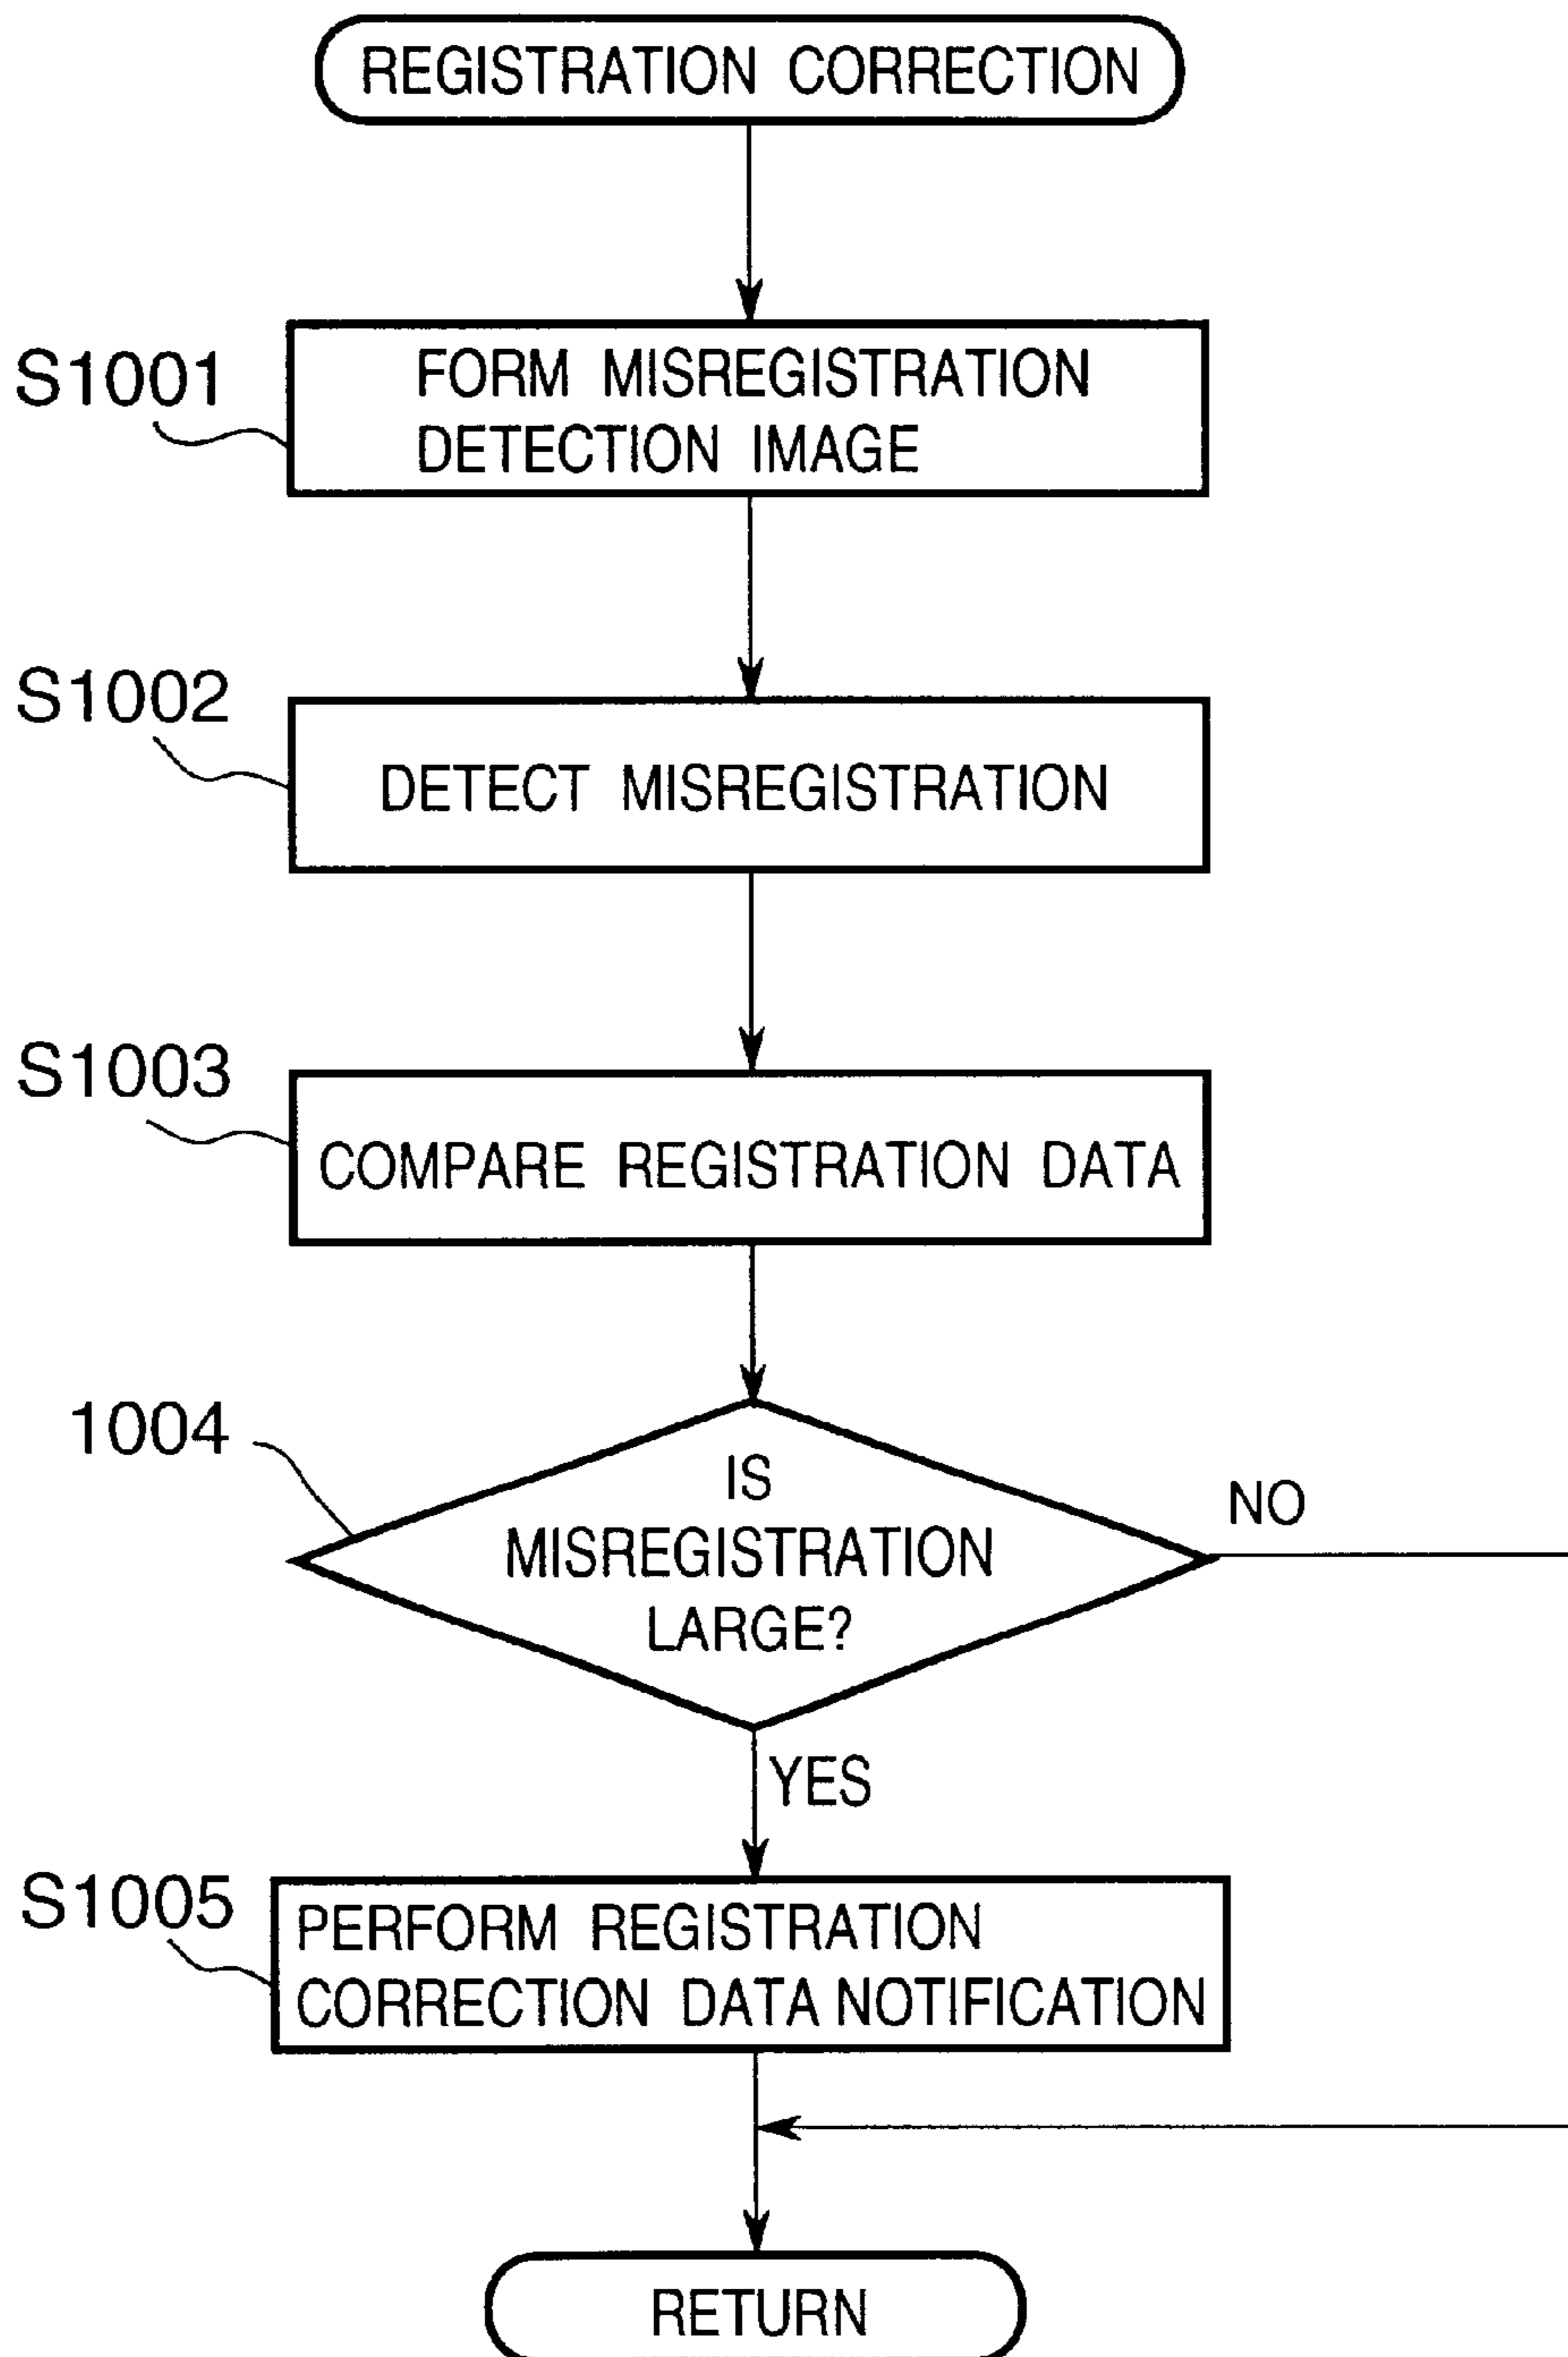 REGISTRATION CORRECTION
S1001
FORM MISREGISTRATION
DETECTION IMAGE
S1002
DETECT MISREGISTRATION
S1003
COMPARE REGISTRATION DATA
1004
IS
MISREGISTRATION
LARGE?
NO
YES
S1005
PERFORM REGISTRATION
CORRECTION DATA NOTIFICATION
RETURN